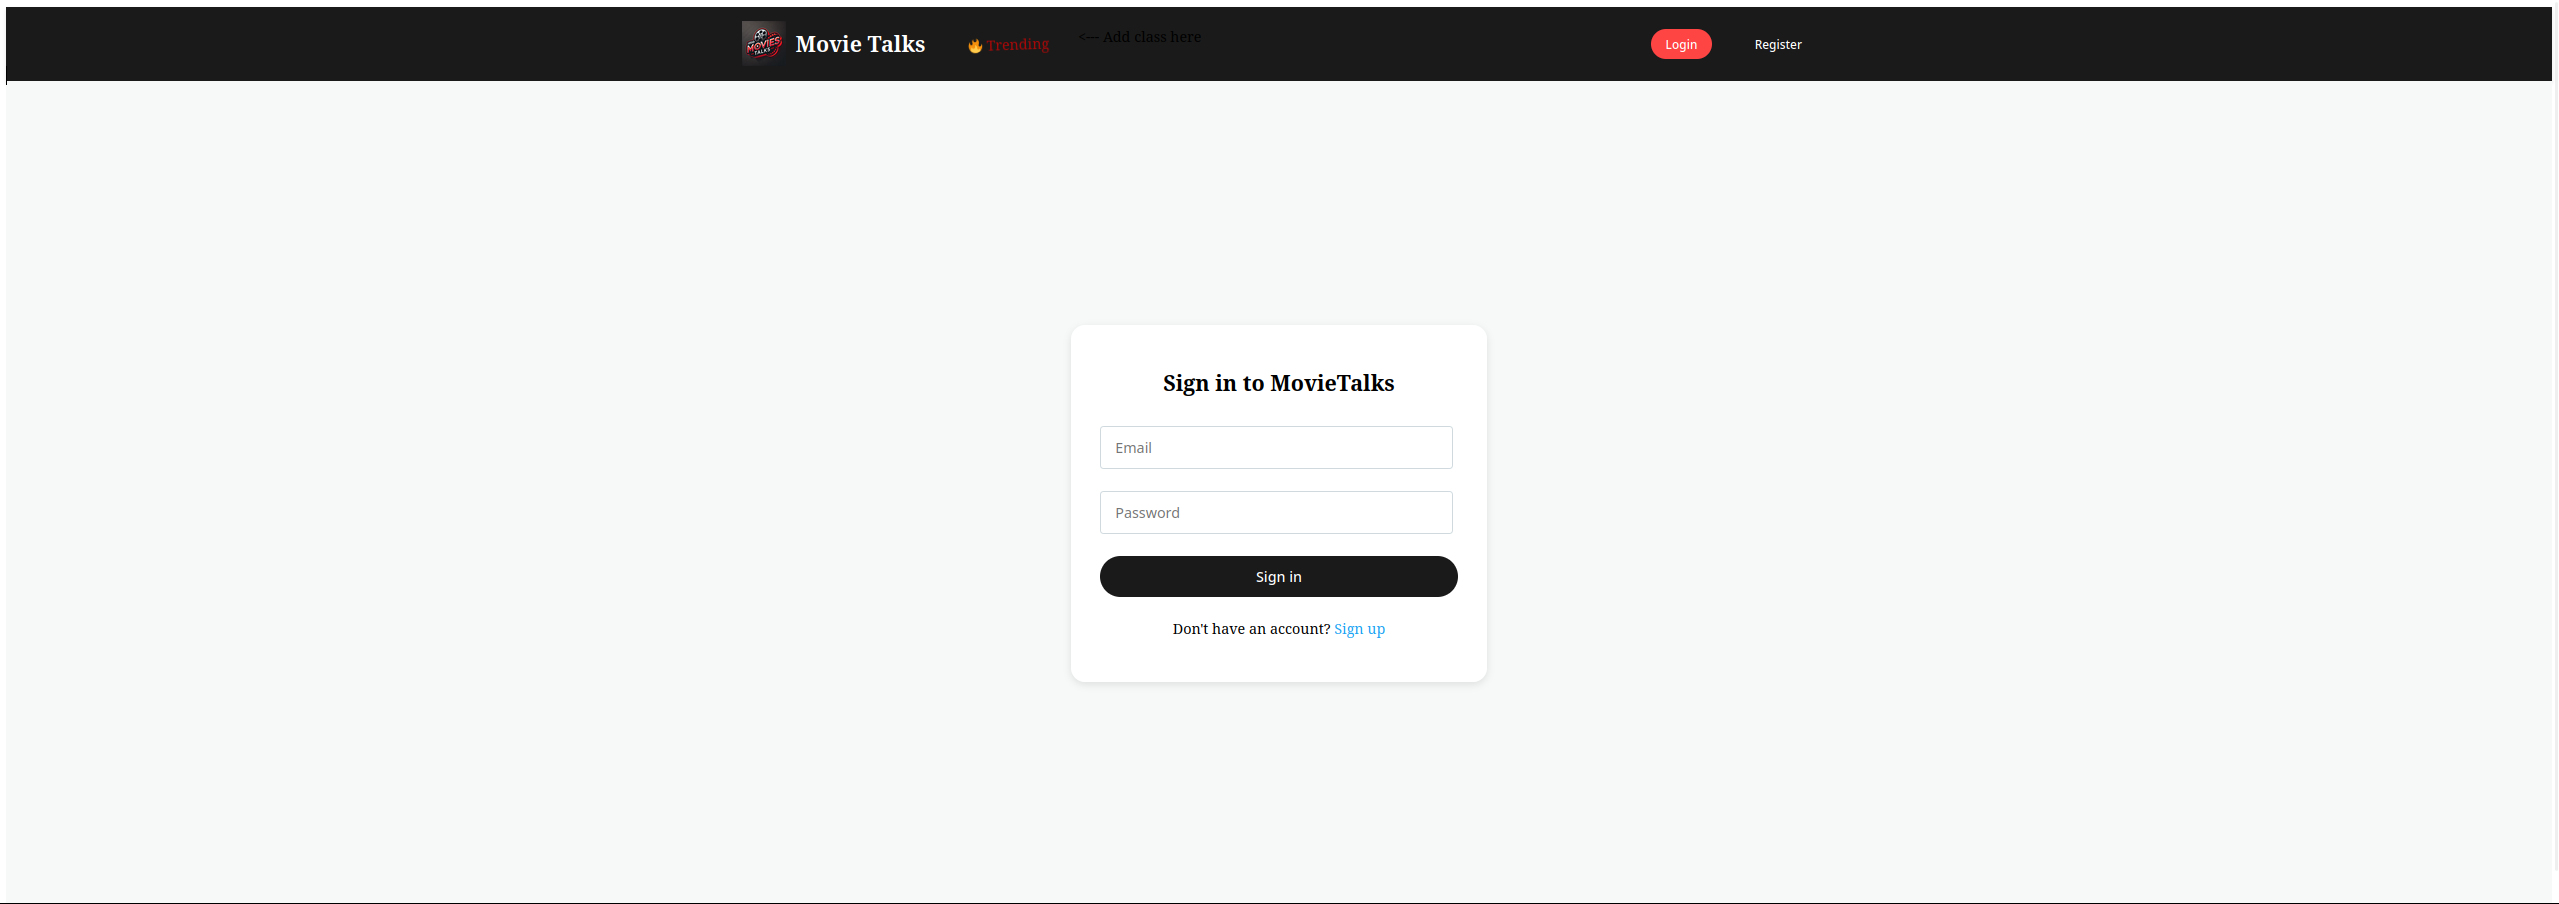 MOVIES
TALKS
Movie Talks
🔥 Trending
<-- Add class here
Login
Register
Sign in to MovieTalks
Email
Password
Sign in
Don't have an account? Sign up